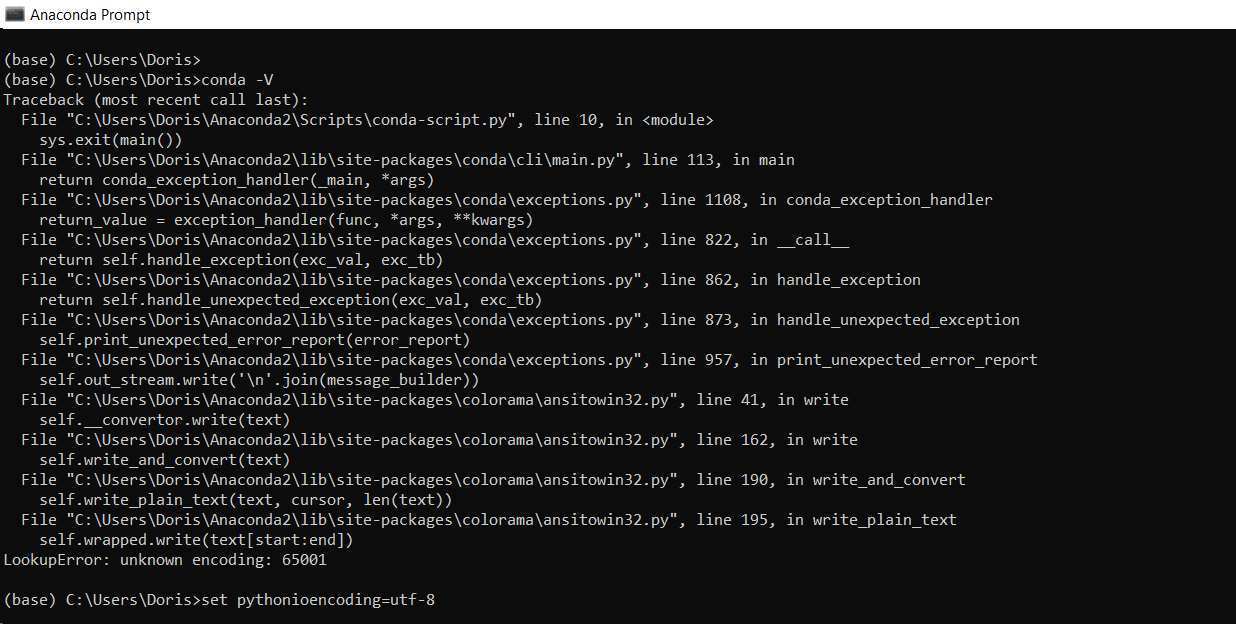 Anaconda Prompt
(base) C:\Users\Doris>
(base) C:\Users\Doris>conda -V
Traceback (most recent call last):
  File "C:\Users\Doris\Anaconda2\Scripts\conda-script.py", line 10, in <module>
    sys.exit(main())
  File "C:\Users\Doris\Anaconda2\lib\site-packages\conda\cli\main.py", line 113, in main
    return conda_exception_handler(_main, *args)
  File "C:\Users\Doris\Anaconda2\lib\site-packages\conda\exceptions.py", line 1108, in conda_exception_handler
    return_value = exception_handler(func, *args, **kwargs)
  File "C:\Users\Doris\Anaconda2\lib\site-packages\conda\exceptions.py", line 822, in __call__
    return self.handle_exception(exc_val, exc_tb)
  File "C:\Users\Doris\Anaconda2\lib\site-packages\conda\exceptions.py", line 862, in handle_exception
    return self.handle_unexpected_exception(exc_val, exc_tb)
  File "C:\Users\Doris\Anaconda2\lib\site-packages\conda\exceptions.py", line 873, in handle_unexpected_exception
    self.print_unexpected_error_report(error_report)
  File "C:\Users\Doris\Anaconda2\lib\site-packages\conda\exceptions.py", line 957, in print_unexpected_error_report
    self.out_stream.write('\n'.join(message_builder))
  File "C:\Users\Doris\Anaconda2\lib\site-packages\colorama\ansitowin32.py", line 41, in write
    self.__convertor.write(text)
  File "C:\Users\Doris\Anaconda2\lib\site-packages\colorama\ansitowin32.py", line 162, in write
    self.write_and_convert(text)
  File "C:\Users\Doris\Anaconda2\lib\site-packages\colorama\ansitowin32.py", line 190, in write_and_convert
    self.write_plain_text(text, cursor, len(text))
  File "C:\Users\Doris\Anaconda2\lib\site-packages\colorama\ansitowin32.py", line 195, in write_plain_text
    self.wrapped.write(text[start:end])
LookupError: unknown encoding: 65001
(base) C:\Users\Doris>set pythonioencoding=utf-8